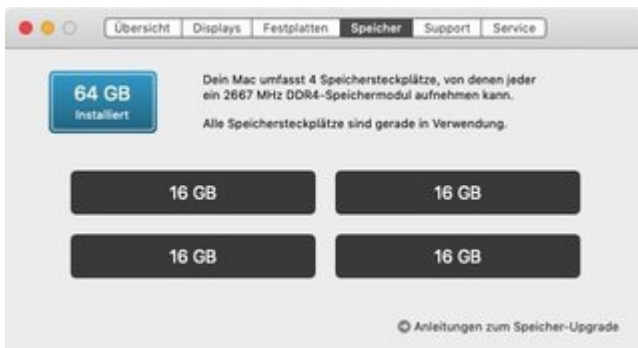 Übersicht Displays Festplatten Speicher Support Service
64 GB
Installiert
Dein Mac umfasst 4 Speichersteckplätze, von denen jeder
ein 2667 MHz DDR4-Speichermodul aufnehmen kann.
Alle Speichersteckplätze sind gerade in Verwendung.
16 GB 16 GB
16 GB 16 GB
Anleitungen zum Speicher-Upgrade